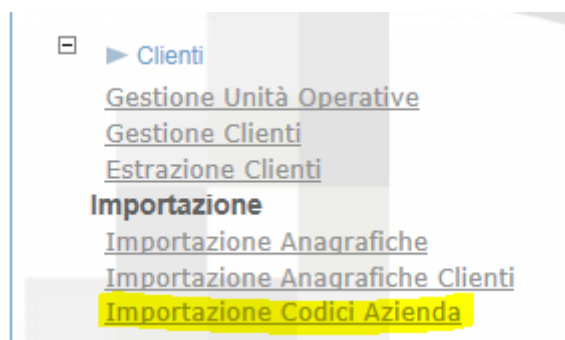 Clienti
Gestione Unità Operative
Gestione Clienti
Estrazione Clienti
Importazione
Importazione Anagrafiche
Importazione Anagrafiche Clienti
Importazione Codici Azienda